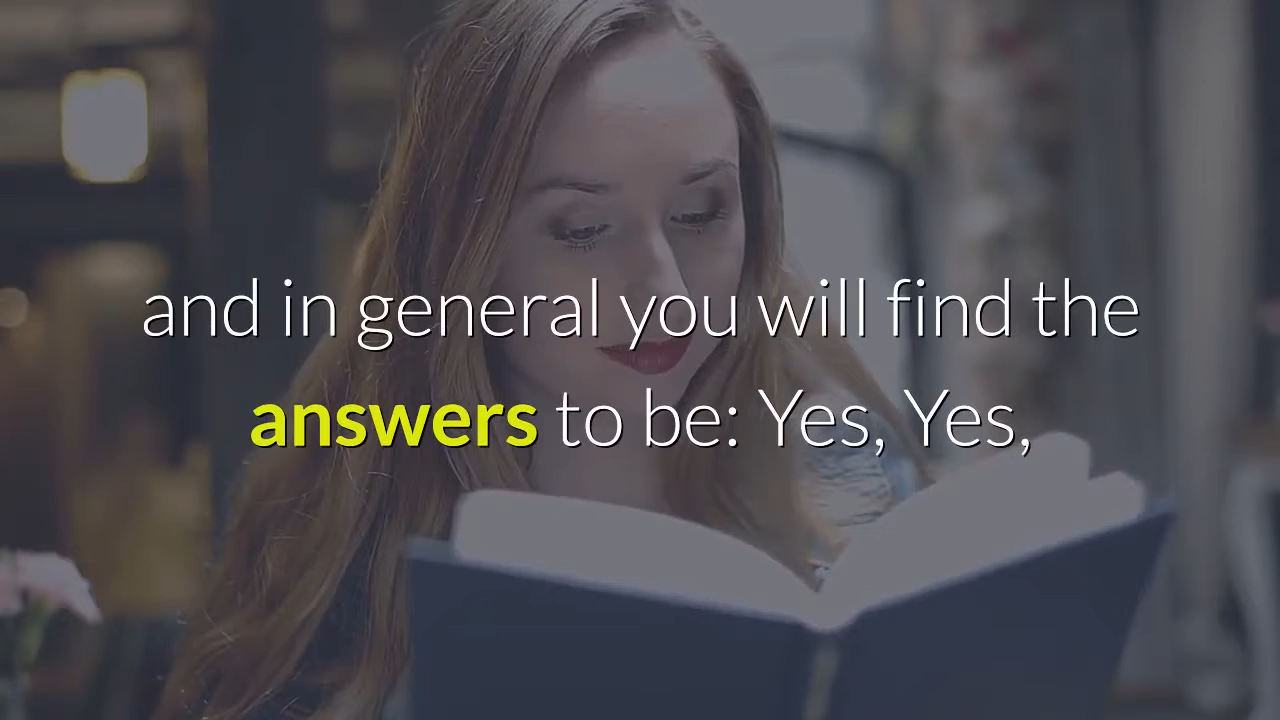 and in general you will find the
answers to be: Yes, Yes,